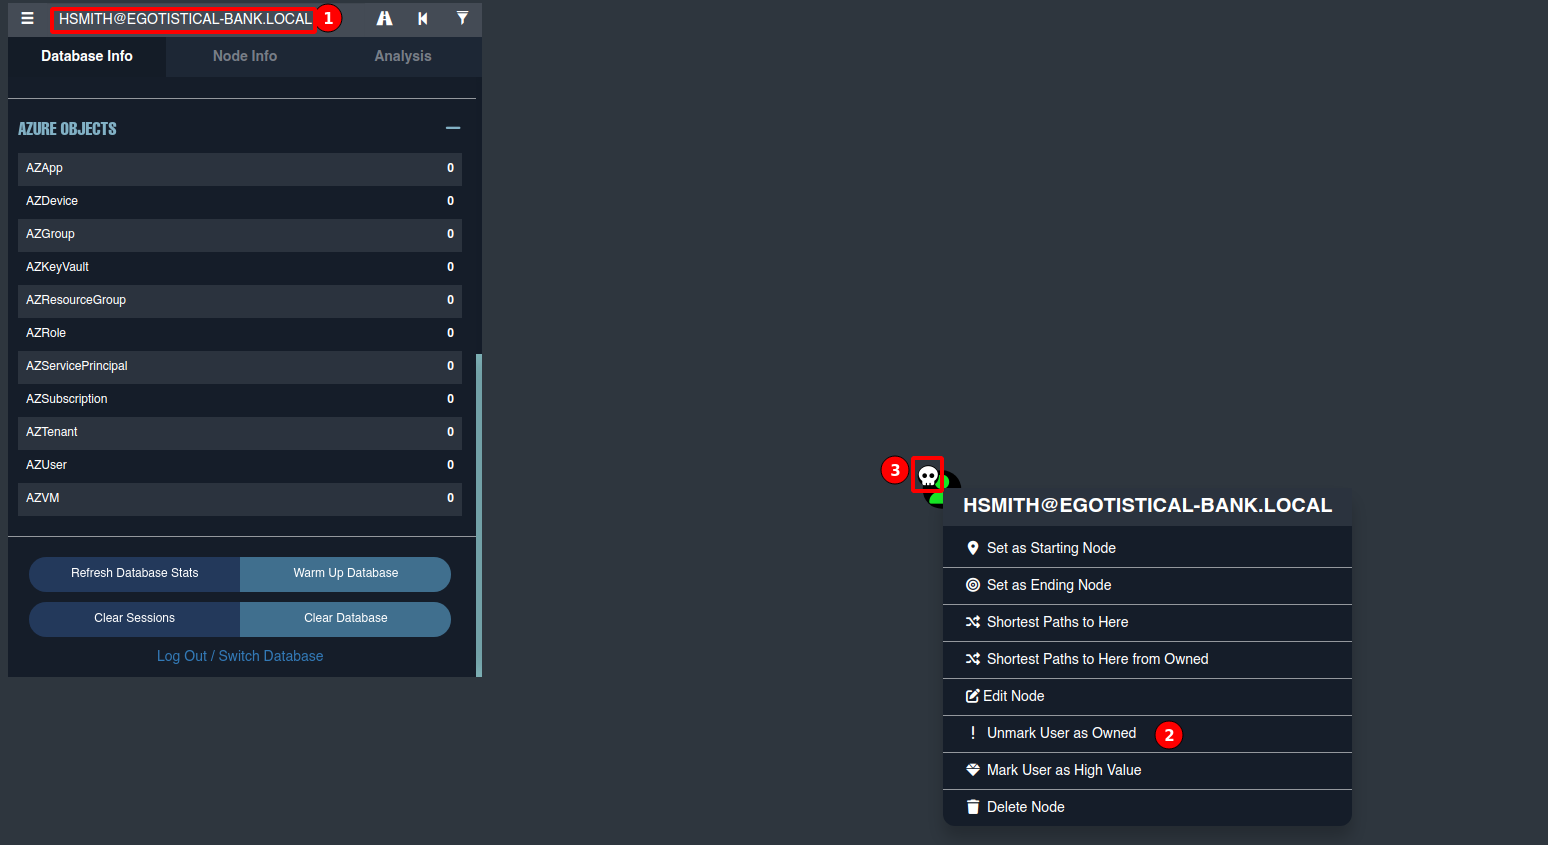 HSMITH@EGOTISTICAL-BANK.LOCAL 1
Database Info Node Info Analysis
AZURE OBJECTS
AZApp 0
AZDevice 0
AZGroup 0
AZKeyVault 0
AZResourceGroup 0
AZRole 0
AZServicePrincipal 0
AZSubscription 0
AZTenant 0
AZUser 0
AZVM 0
Refresh Database Stats Warm Up Database
Clear Sessions Clear Database
Log Out / Switch Database
3
HSMITH@EGOTISTICAL-BANK.LOCAL
Set as Starting Node
Set as Ending Node
Shortest Paths to Here
Shortest Paths to Here from Owned
Edit Node
! Unmark User as Owned 2
Mark User as High Value
Delete Node